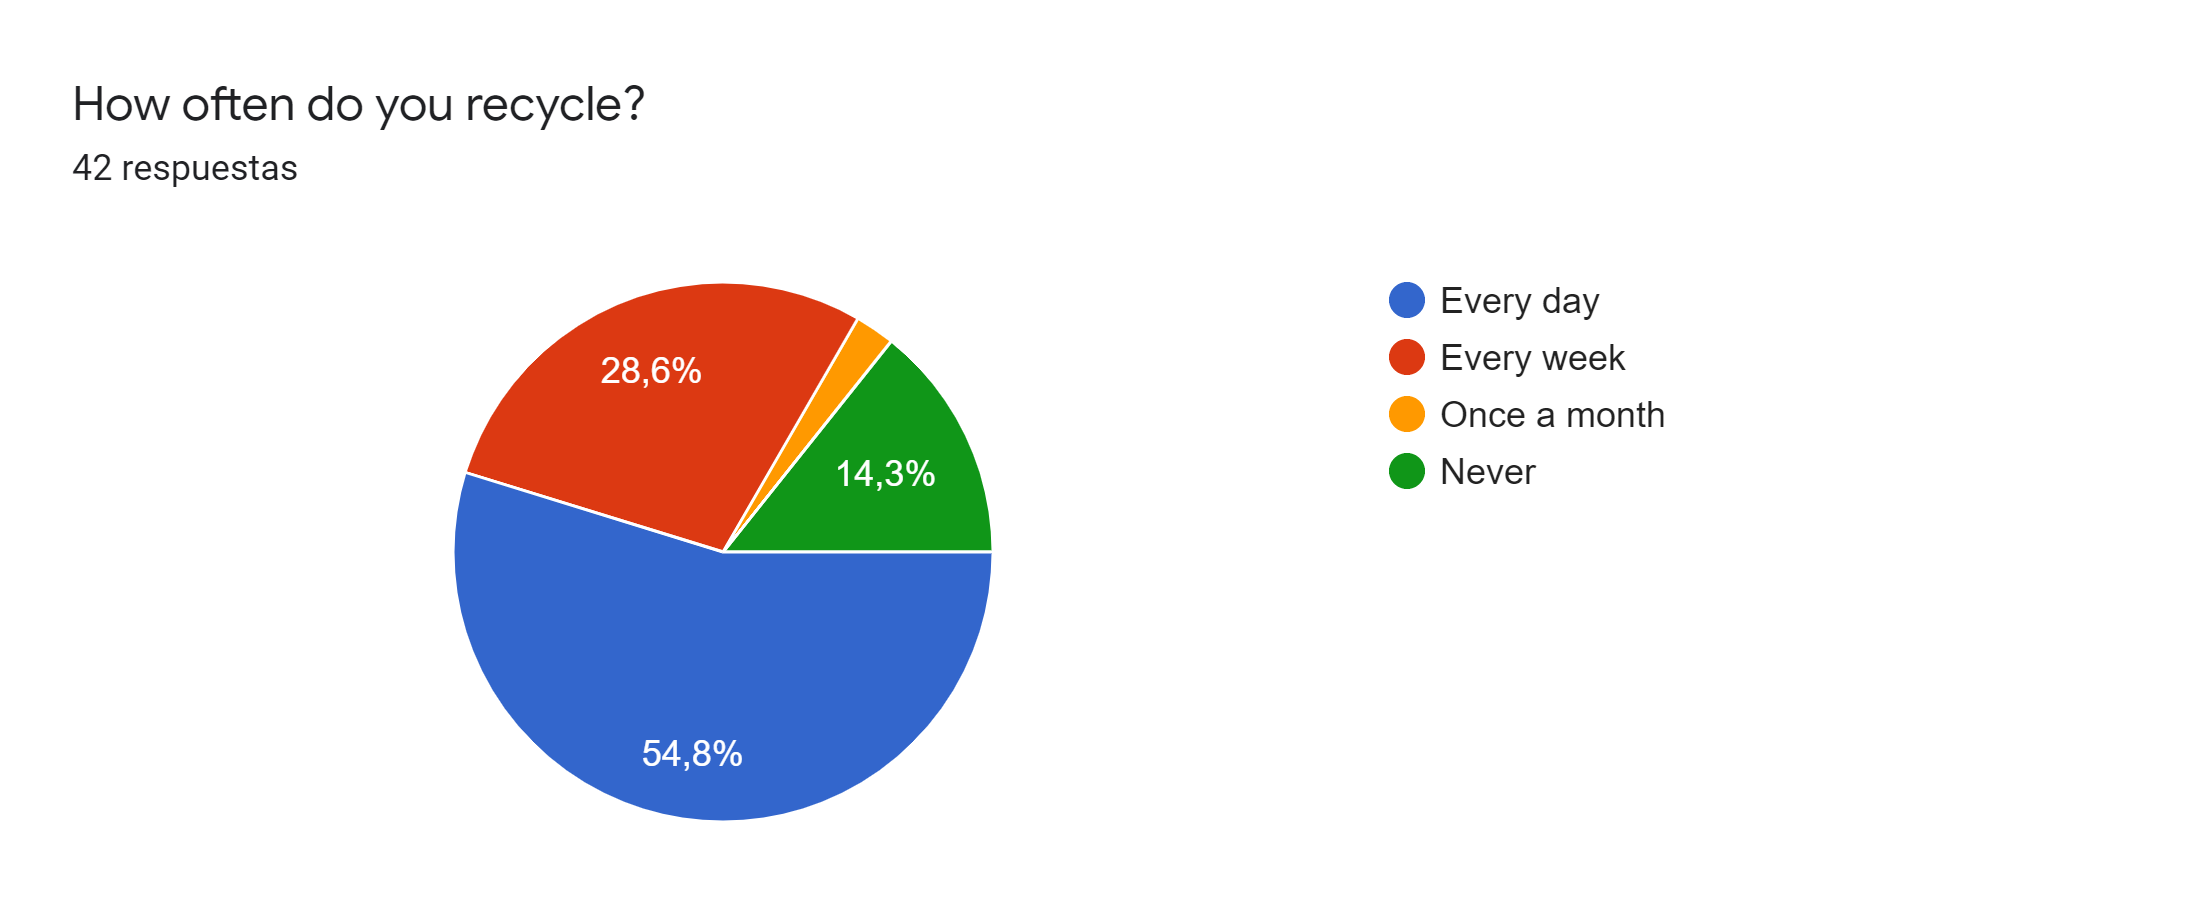 How often do you recycle?
42 respuestas
28,6%
14,3%
54,8%
Every day
Every week
Once a month
Never